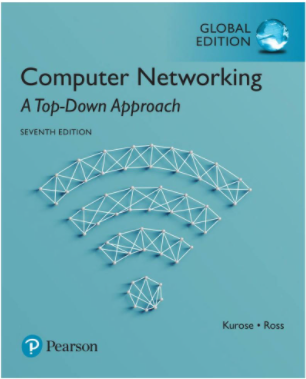 GLOBAL
EDITION
Computer Networking
A Top-Down Approach
SEVENTH EDITION
Kurose • Ross
Pearson